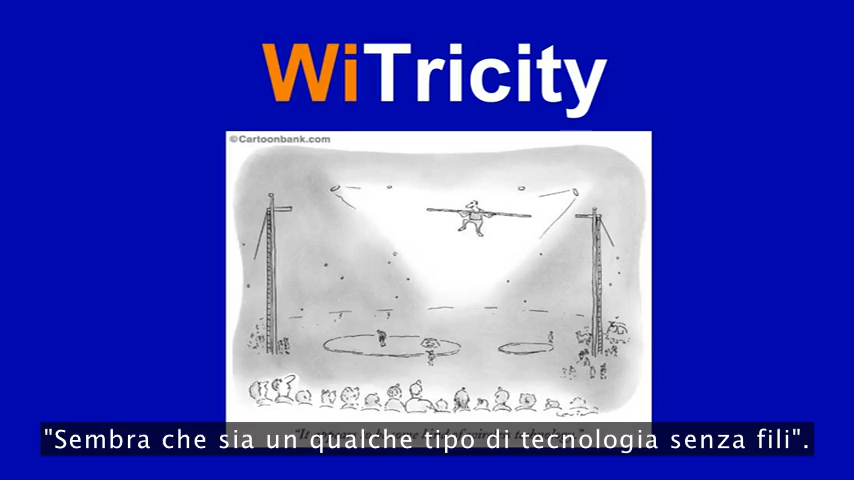 WiTricity
©Cartoonbank.com
"Sembra che sia un qualche tipo di tecnologia senza fili".